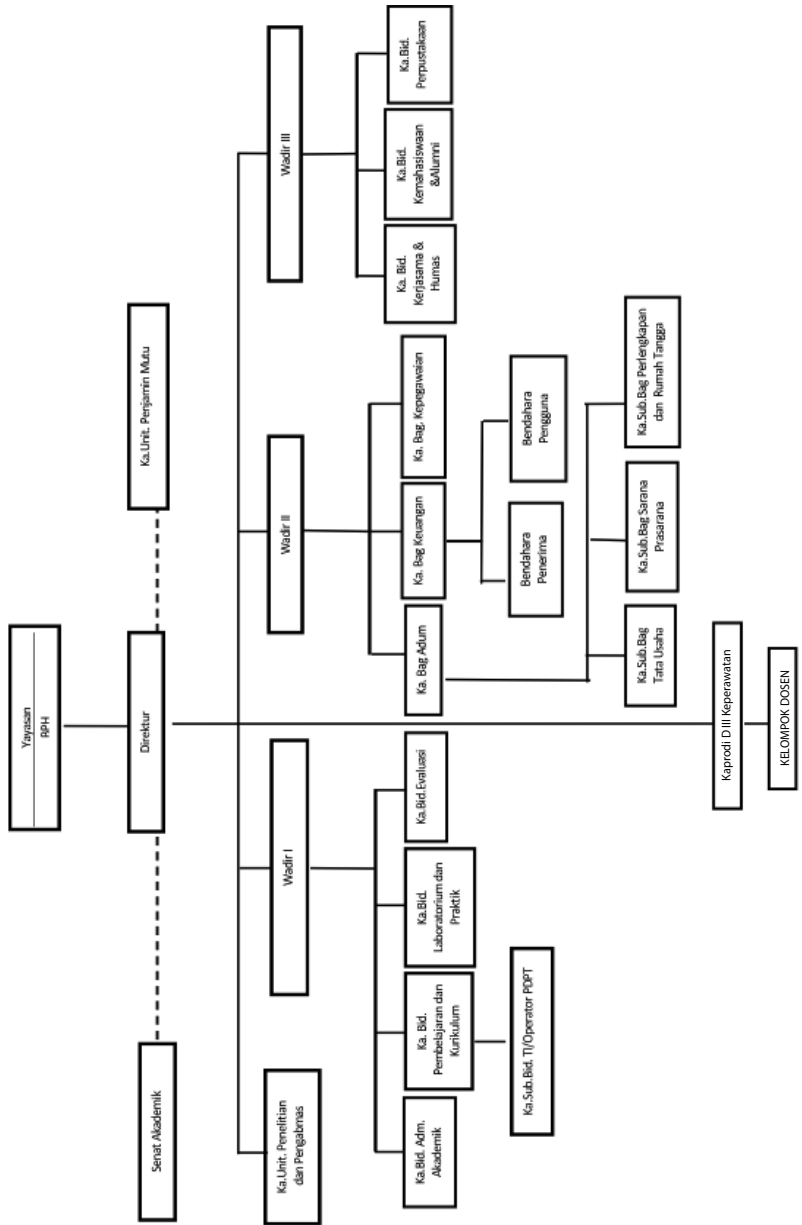 Yayasan
RPH
Senat Akademik
Direktur
Ka.Unit. Penjamin Mutu
Ka.Unit. Penelitian
dan Pengabmas
Wadir I
Wadir II
Wadir III
Ka.Bid. Adm.
Akademik
Ka. Bid.
Pembelajaran dan
Kurikulum
Ka.Bid.
Laboratorium dan
Praktik
Ka.Bid.Evaluasi
Ka. Bag Adum
Ka. Bag Keuangan
Ka. Bag. Kepegawaian
Ka. Bid.
Kerjasama &
Humas
Ka.Bid.
Kemahasiswaan
&Alumni
Ka.Bid.
Perpustakaan
Ka.Sub.Bid. TI/Operator PDPT
Bendahara
Penerima
Bendahara
Pengguna
Ka.Sub.Bag
Tata Usaha
Ka.Sub.Bag Sarana
Prasarana
Ka.Sub.Bag Perlengkapan
dan Rumah Tangga
Kaprodi D III Keperawatan
KELOMPOK DOSEN